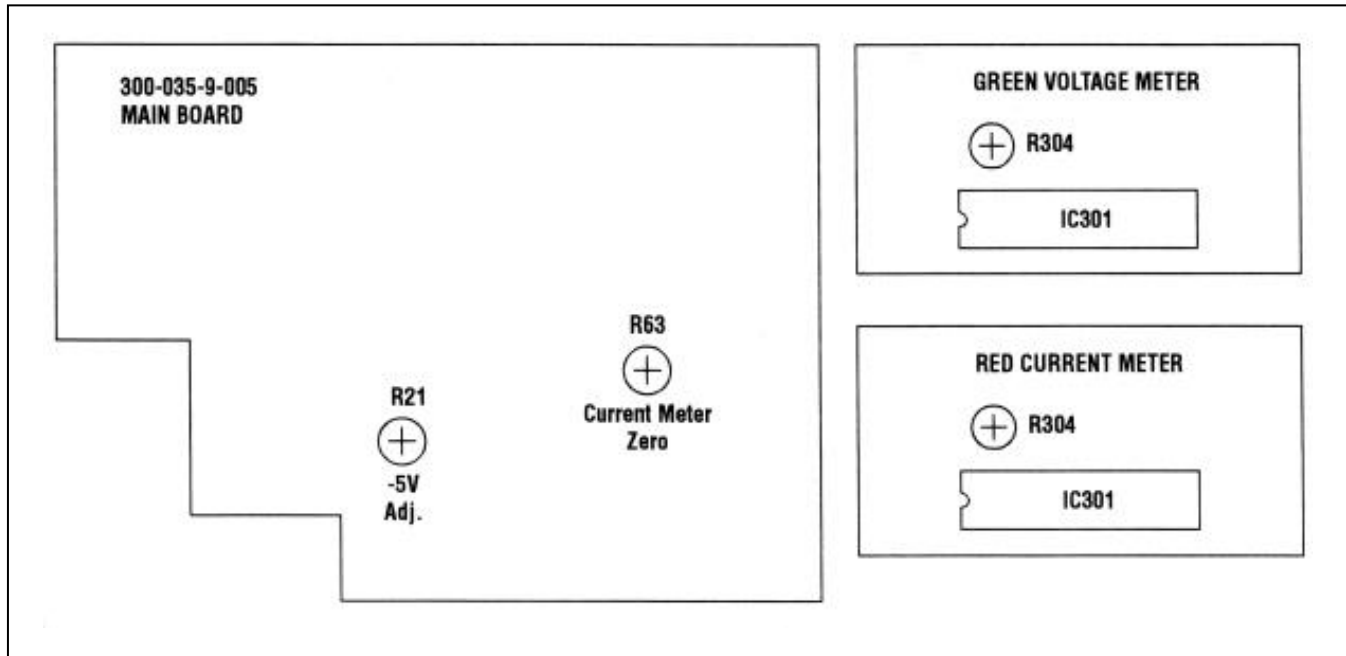 300-035-9-005
MAIN BOARD
R63
Current Meter
Zero
R21
-5V
Adj.
GREEN VOLTAGE METER
R304
IC301
RED CURRENT METER
R304
IC301